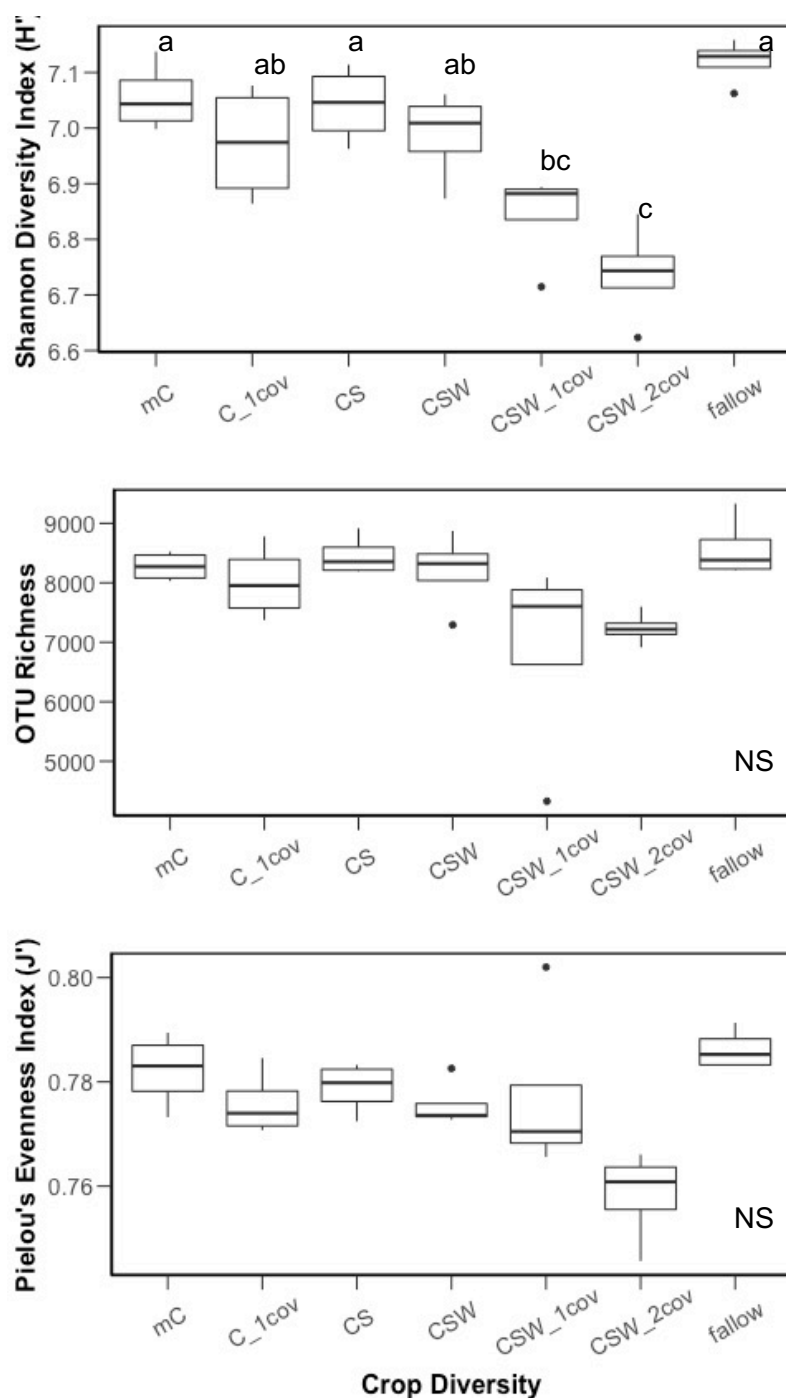 Shannon Diversity Index (H'
7.1
7.0
6.9
6.8
6.7
6.6
a
ab
a
ab
bc
c
a
mC
C_1cov
CS
CSW
CSW_1cov
CSW_2cov
fallow
OTU Richness
9000
8000
7000
6000
5000
NS
mC
C_1cov
CS
CSW
CSW_1cov
CSW_2cov
fallow
Pielou's Evenness Index (J')
0.80
0.78
0.76
NS
mC
C_1cov
CS
CSW
CSW_1cov
CSW_2cov
fallow
Crop Diversity